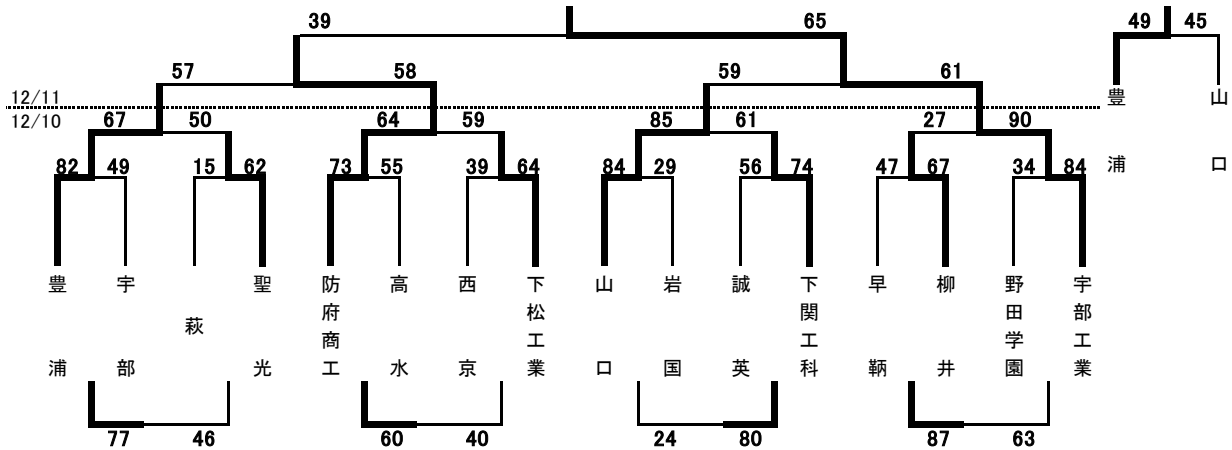 39 65 49 45
57 58 59 61
12/11
豊浦 山口
12/10
67 50 64 59 85 61 27 90
82 49 15 62 73 55 39 64 84 29 56 74 47 67 34 84
豊浦 宇部 萩 聖光 防府商工 高水 西京 下松工業 山口 岩国 誠英 下関工科 早鞆 柳井 野田学園 宇部工業
77 46 60 40 24 80 87 63